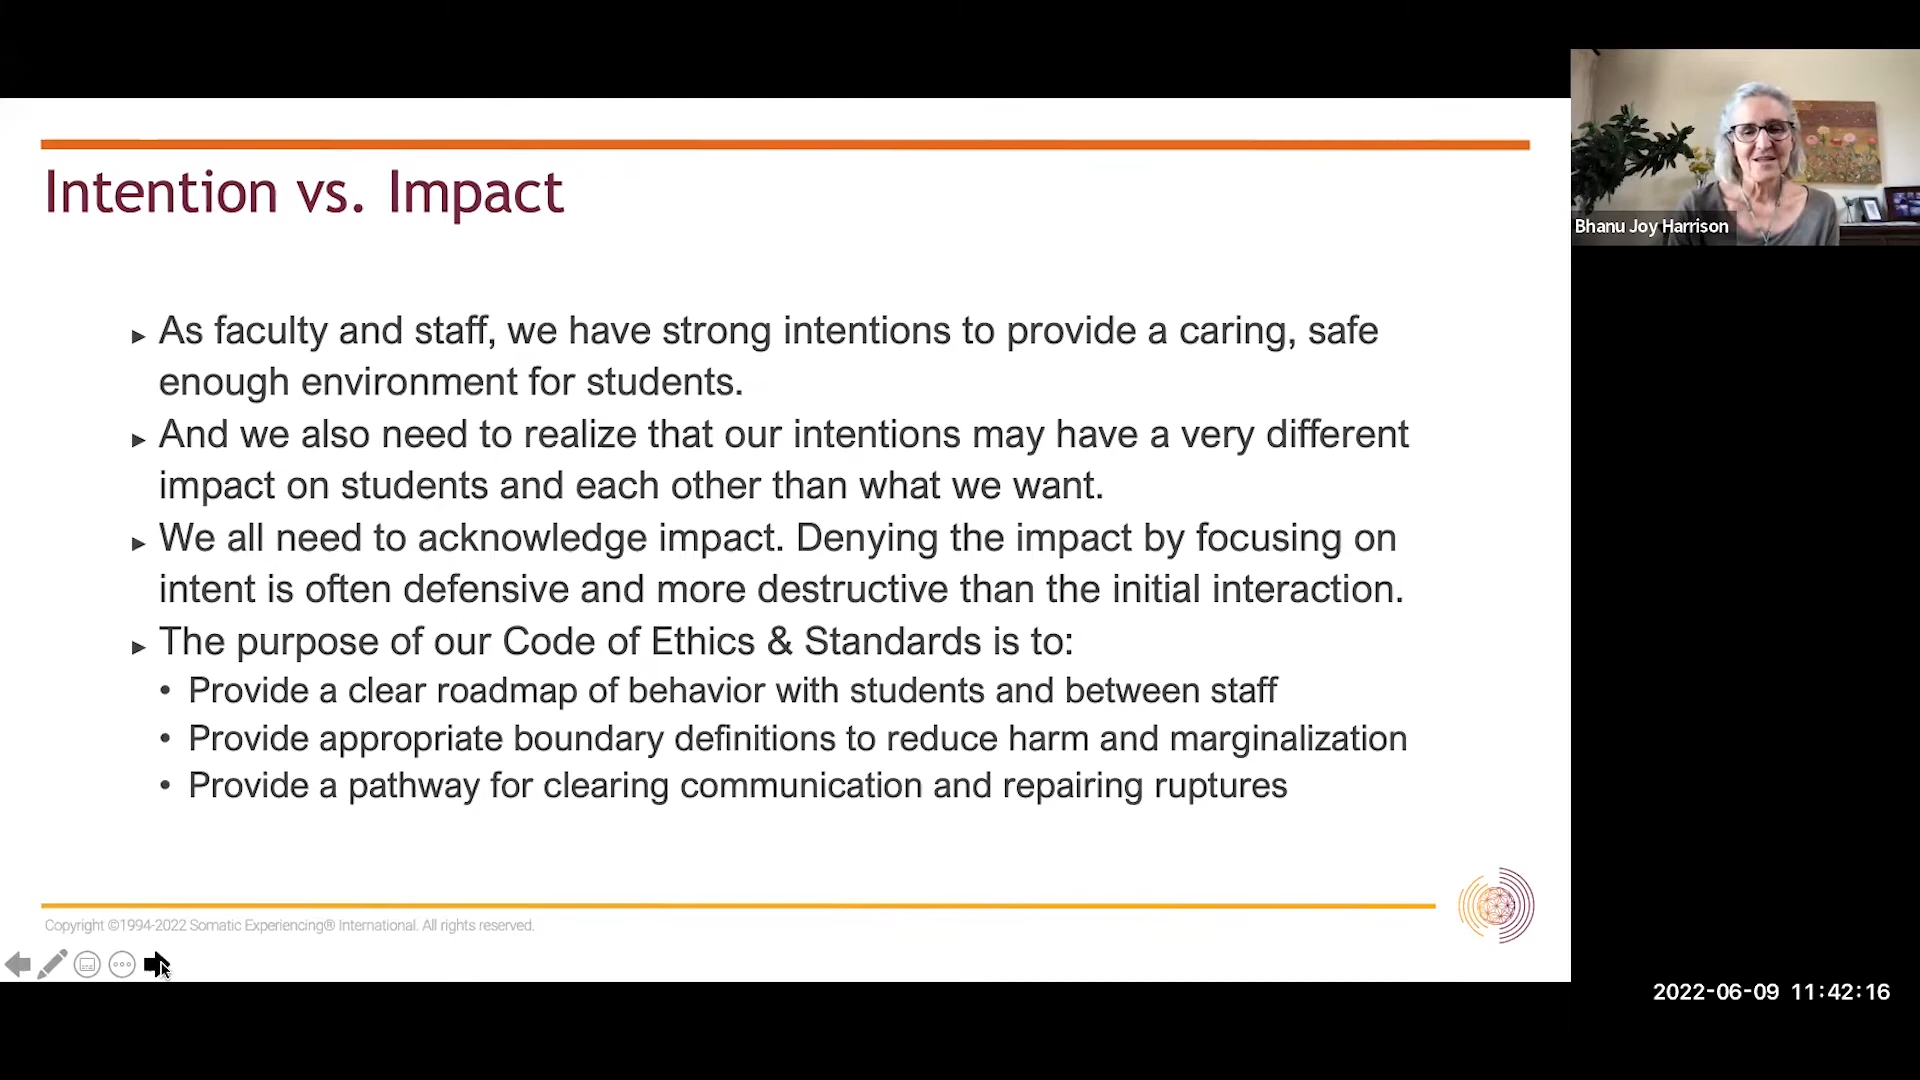 Intention vs. Impact
▸ As faculty and staff, we have strong intentions to provide a caring, safe
enough environment for students.
▸ And we also need to realize that our intentions may have a very different
impact on students and each other than what we want.
▸ We all need to acknowledge impact. Denying the impact by focusing on
intent is often defensive and more destructive than the initial interaction.
▸ The purpose of our Code of Ethics & Standards is to:
• Provide a clear roadmap of behavior with students and between staff
• Provide appropriate boundary definitions to reduce harm and marginalization
• Provide a pathway for clearing communication and repairing ruptures
Copyright ©1994-2022 Somatic Experiencing® International. All rights reserved.
Bhanu Joy Harrison
2022-06-09 11:42:16